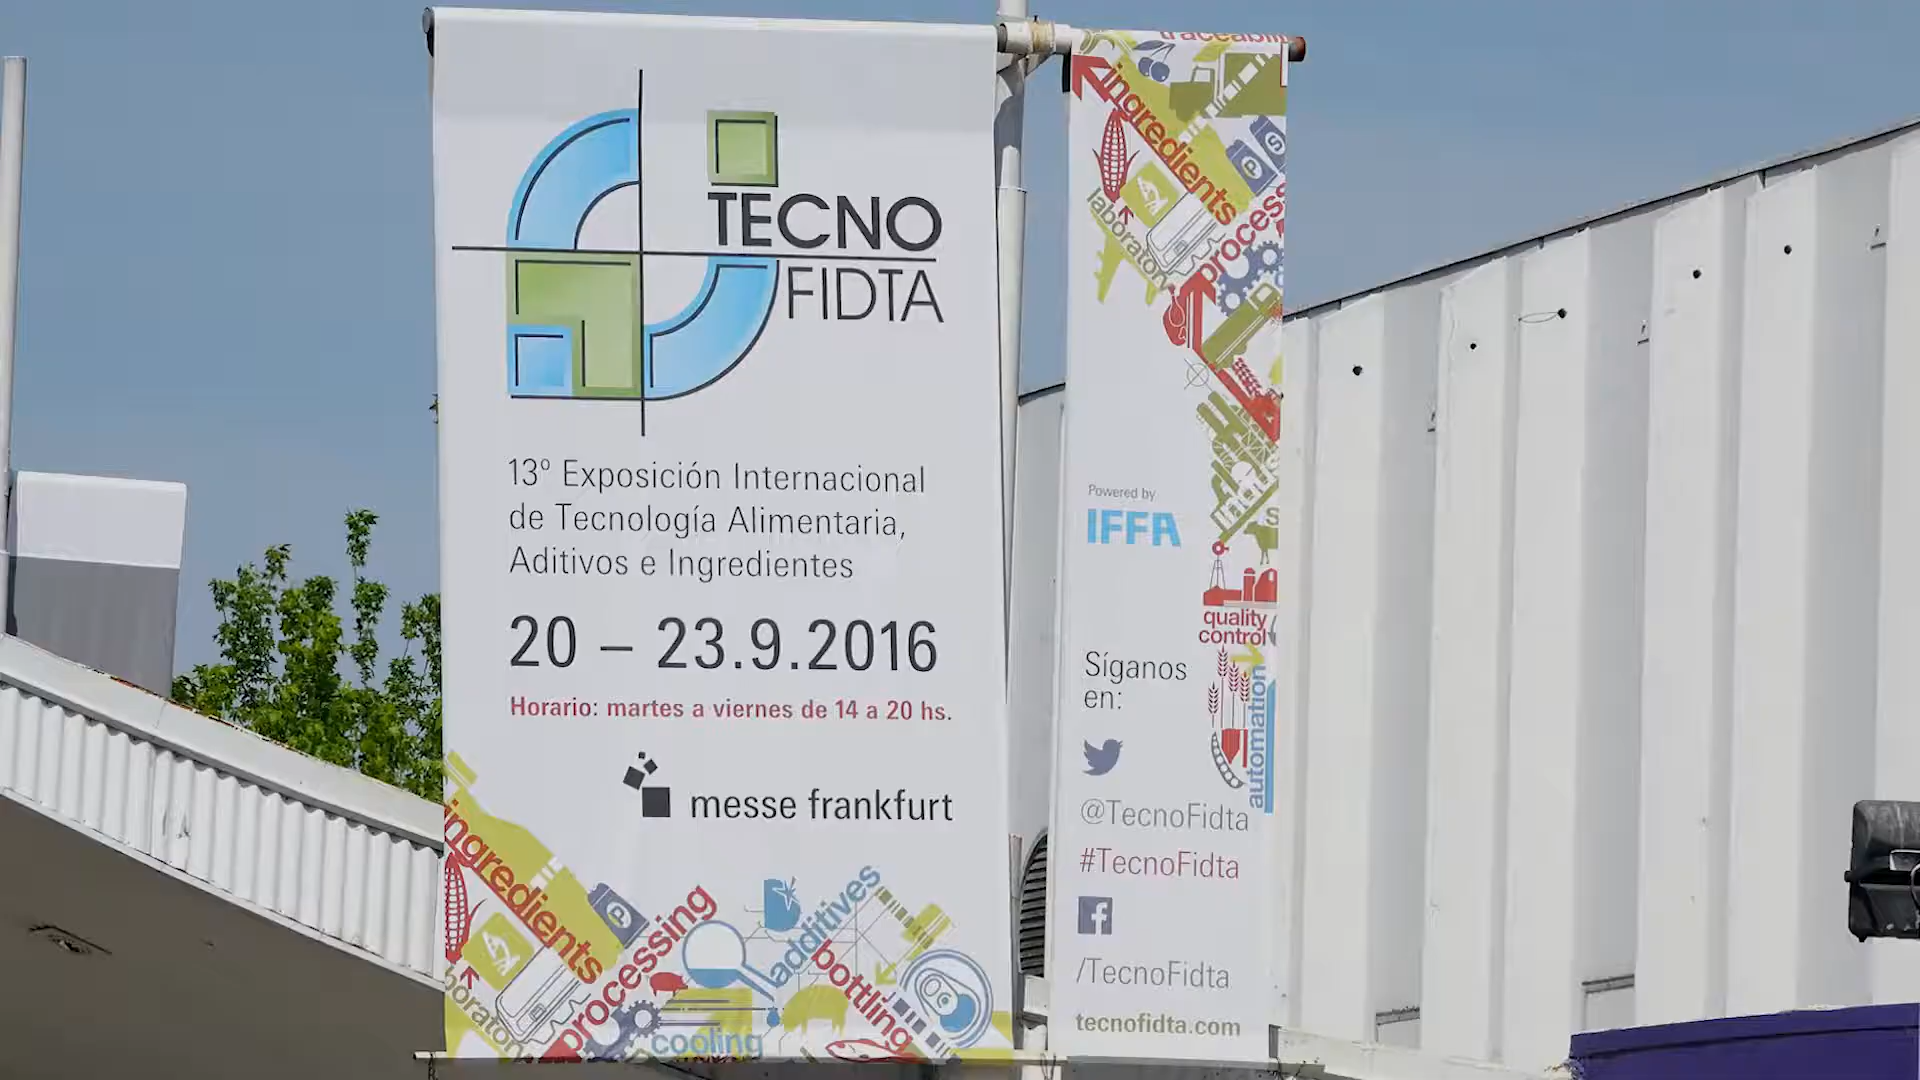 TECNO
FIDTA
13º Exposición Internacional
de Tecnología Alimentaria,
Aditivos e Ingredientes
20 – 23.9.2016
Horario: martes a viernes de 14 a 20 hs.
messe frankfurt
ingredients
P
processing
additives
bottling
cooling
ingredients
P
S
laboratory
process
Powered by
IFFA
quality
control
automation
Síganos
en:
@TecnoFidta
#TecnoFidta
/TecnoFidta
tecnofidta.com